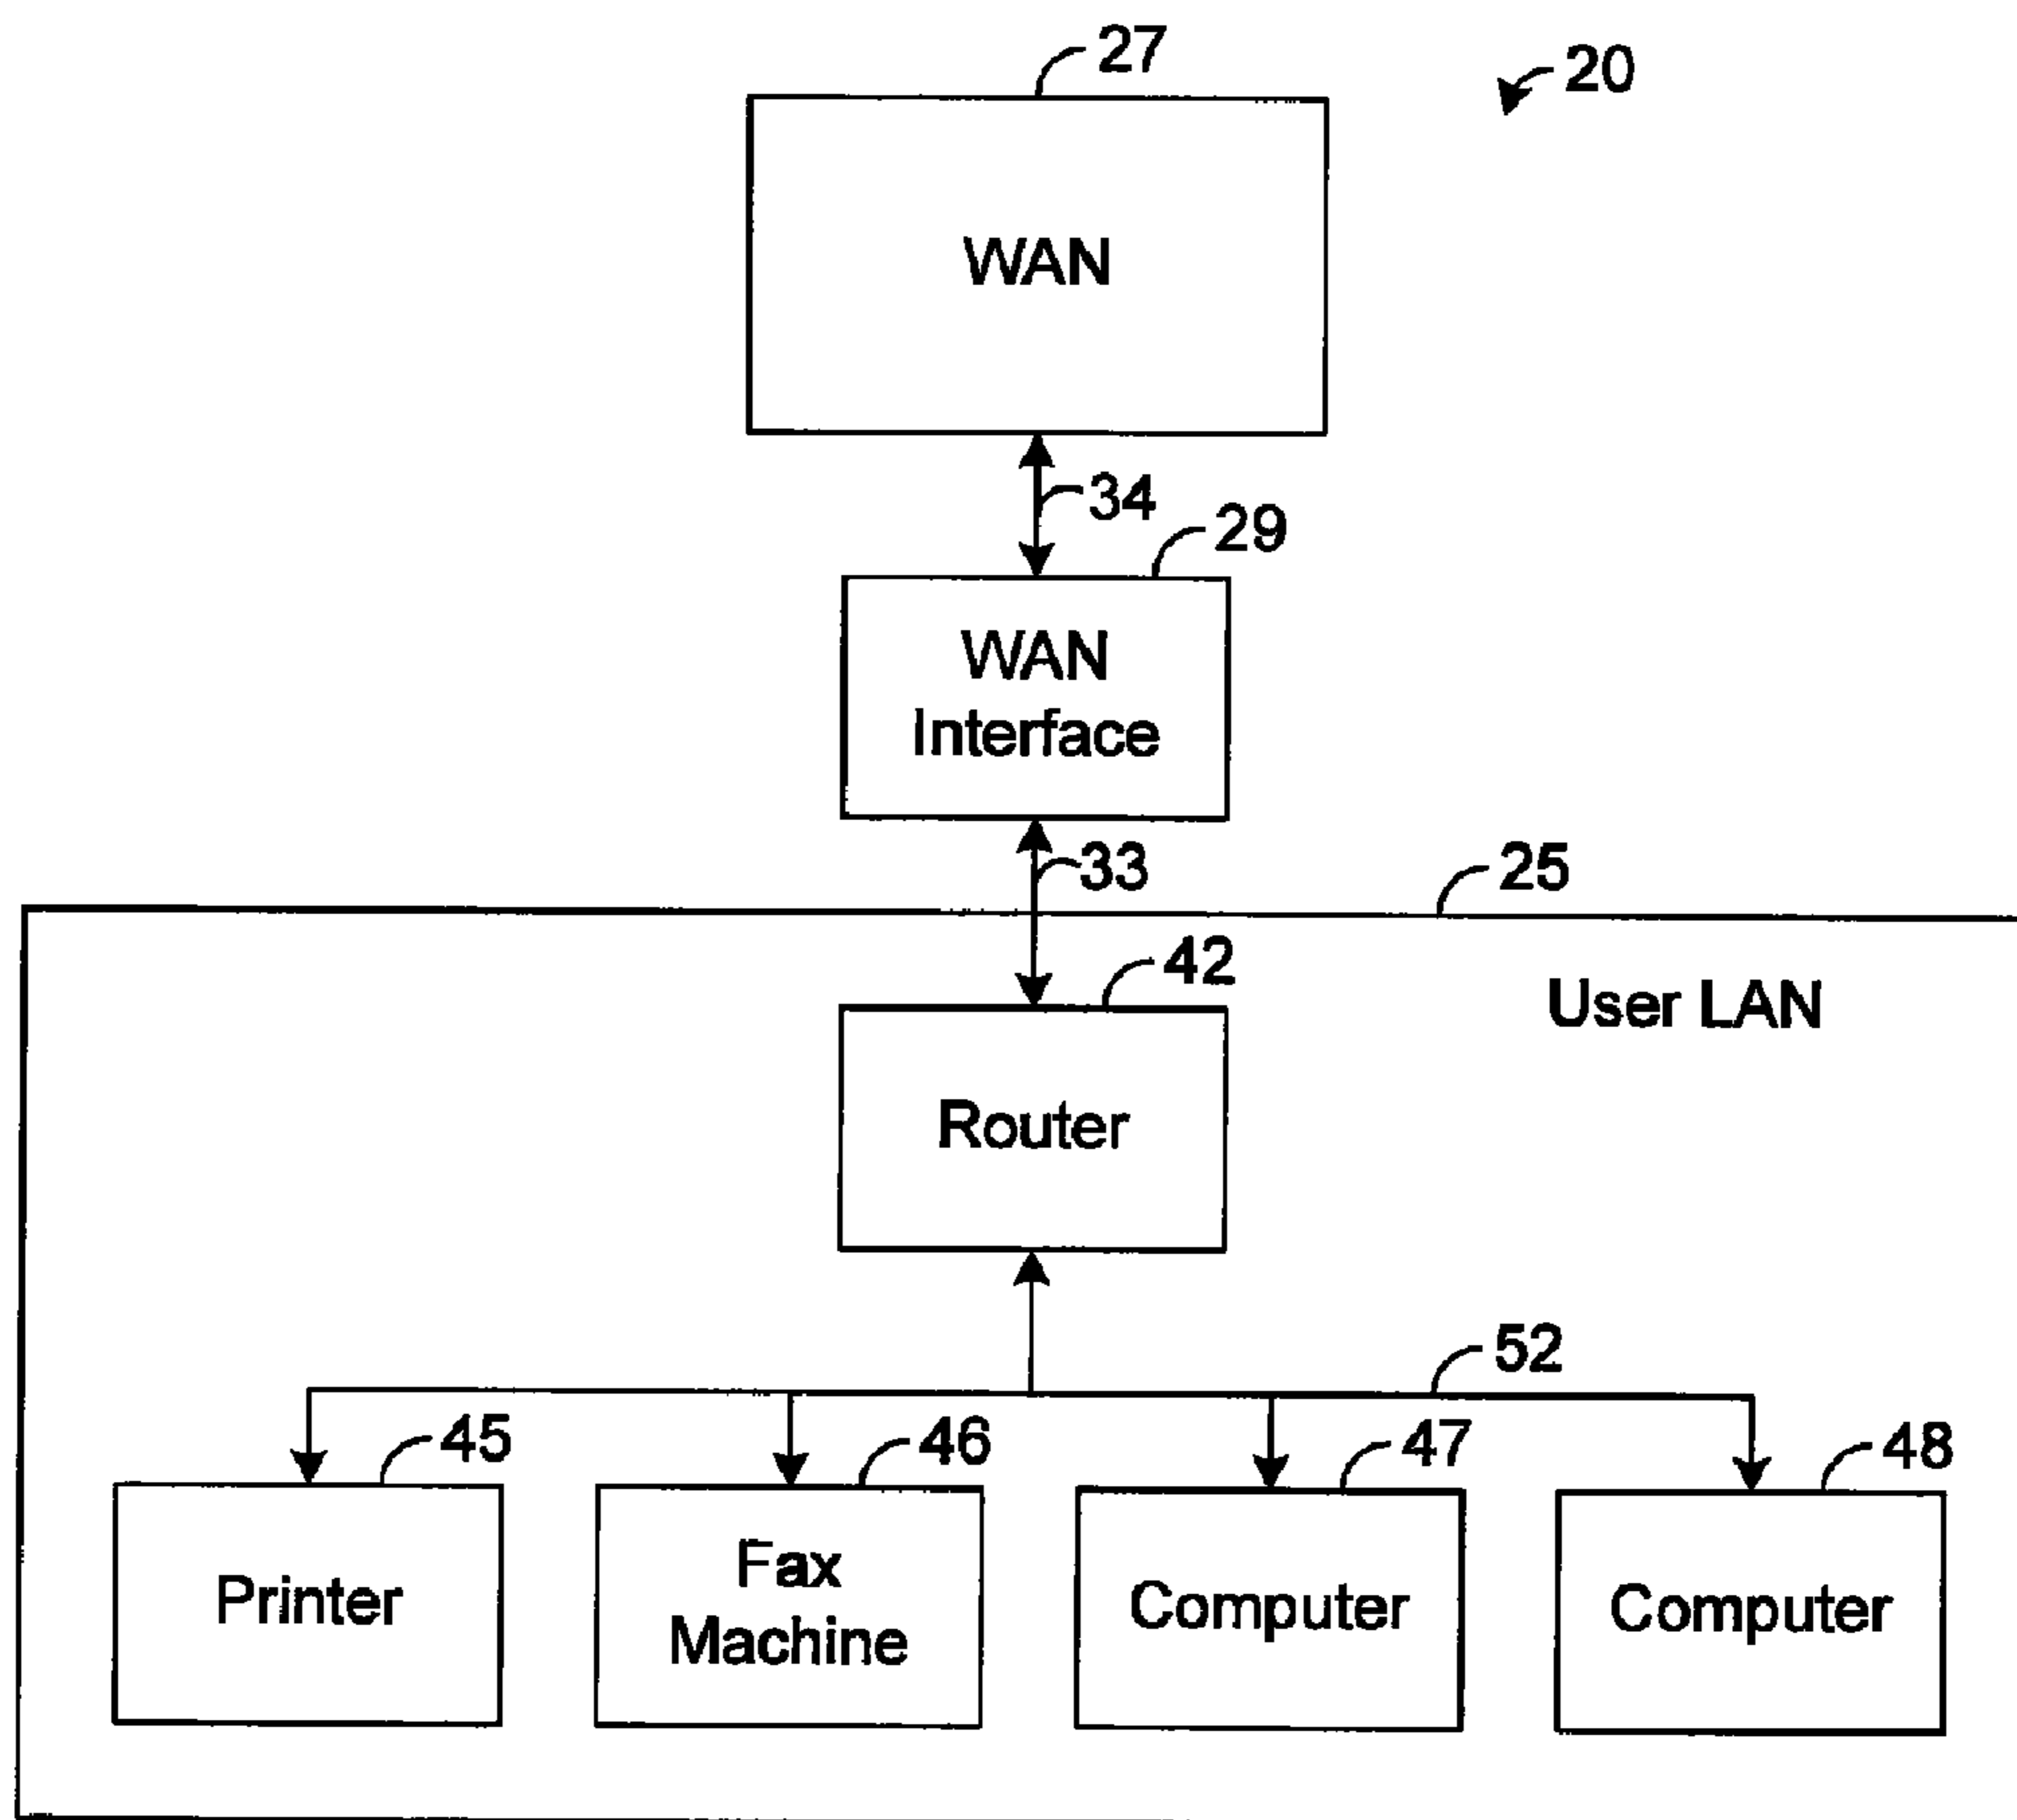 27
20
WAN
34
29
WAN
Interface
33
25
42
User LAN
Router
52
45
46
47
48
Printer
Fax
Machine
Computer
Computer